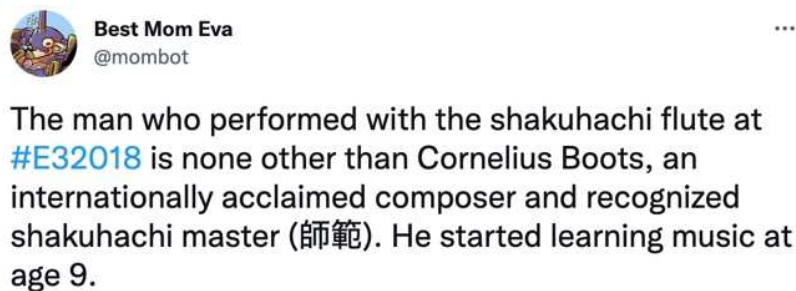 Best Mom Eva
@mombot
The man who performed with the shakuhachi flute at
#E32018 is none other than Cornelius Boots, an
internationally acclaimed composer and recognized
shakuhachi master (師範). He started learning music at
age 9.